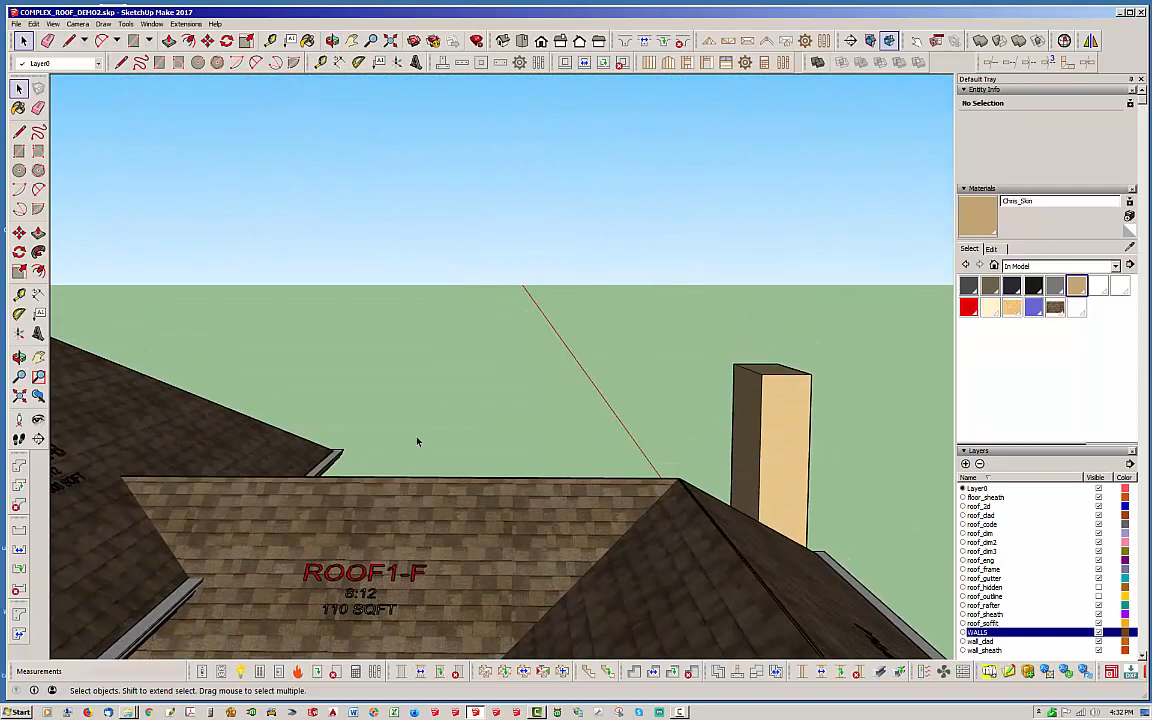 COMPLEX_ROOF_DEMO2.skp - SketchUp Make 2017
File Edit View Camera Draw Tools Window Extensions Help
Layer0
Default Tray
Entity Info
No Selection
Materials
Chris_Skin
Select Edit
In Model
Layers
Name Visible Color
Layer0
floor_sheath
roof_2d
roof_clad
roof_code
roof_dim
roof_dim2
roof_dim3
roof_eng
roof_frame
roof_gutter
roof_hidden
roof_outline
roof_rafter
roof_sheath
roof_soffit
WALLS
wall_clad
wall_sheath
ROOF1-F
8:12
110 SQFT
Measurements
Select objects. Shift to extend select. Drag mouse to select multiple.
Start
4:32 PM